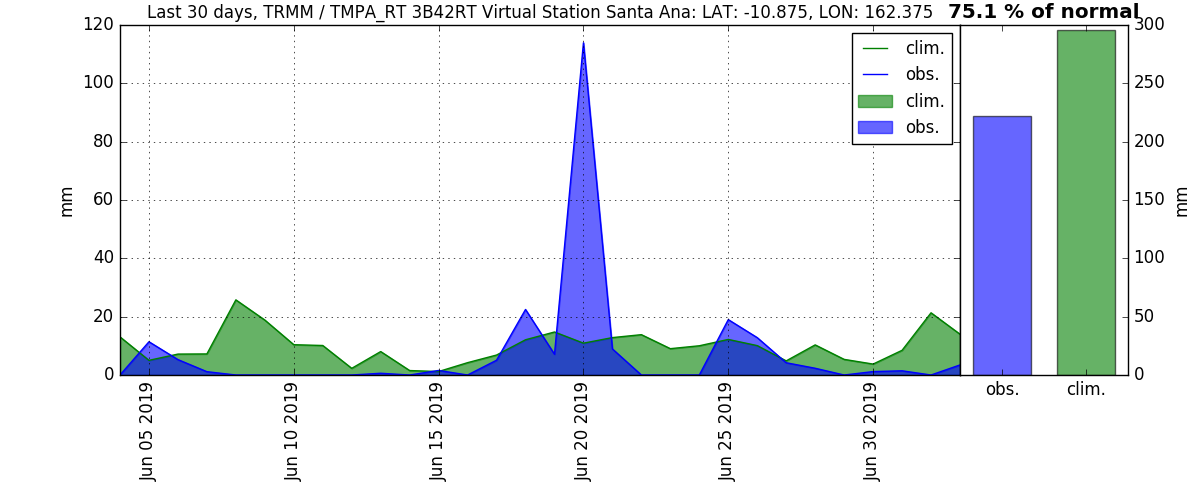 Last 30 days, TRMM / TMPA_RT 3B42RT Virtual Station Santa Ana: LAT: -10.875, LON: 162.375 75.1 % of normal
120
100
80
60
40
20
0
mm
clim.
obs.
clim.
obs.
Jun 05 2019
Jun 10 2019
Jun 15 2019
Jun 20 2019
Jun 25 2019
Jun 30 2019
300
250
200
150
100
50
0
mm
obs. clim.